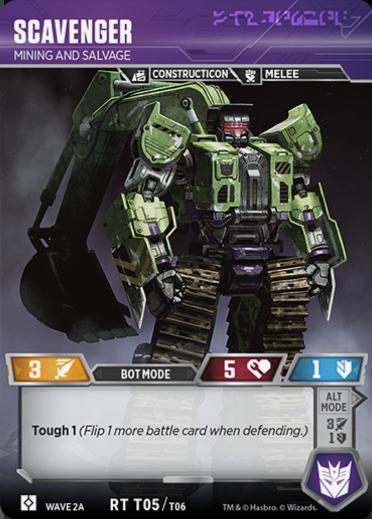 SCAVENGER
MINING AND SALVAGE
CONSTRUCTICON MELEE
3 BOT MODE 5 1
ALT
MODE
3
1
Tough 1 (Flip 1 more battle card when defending.)
WAVE 2A RT T05/T06 TM & © Hasbro. © Wizards.